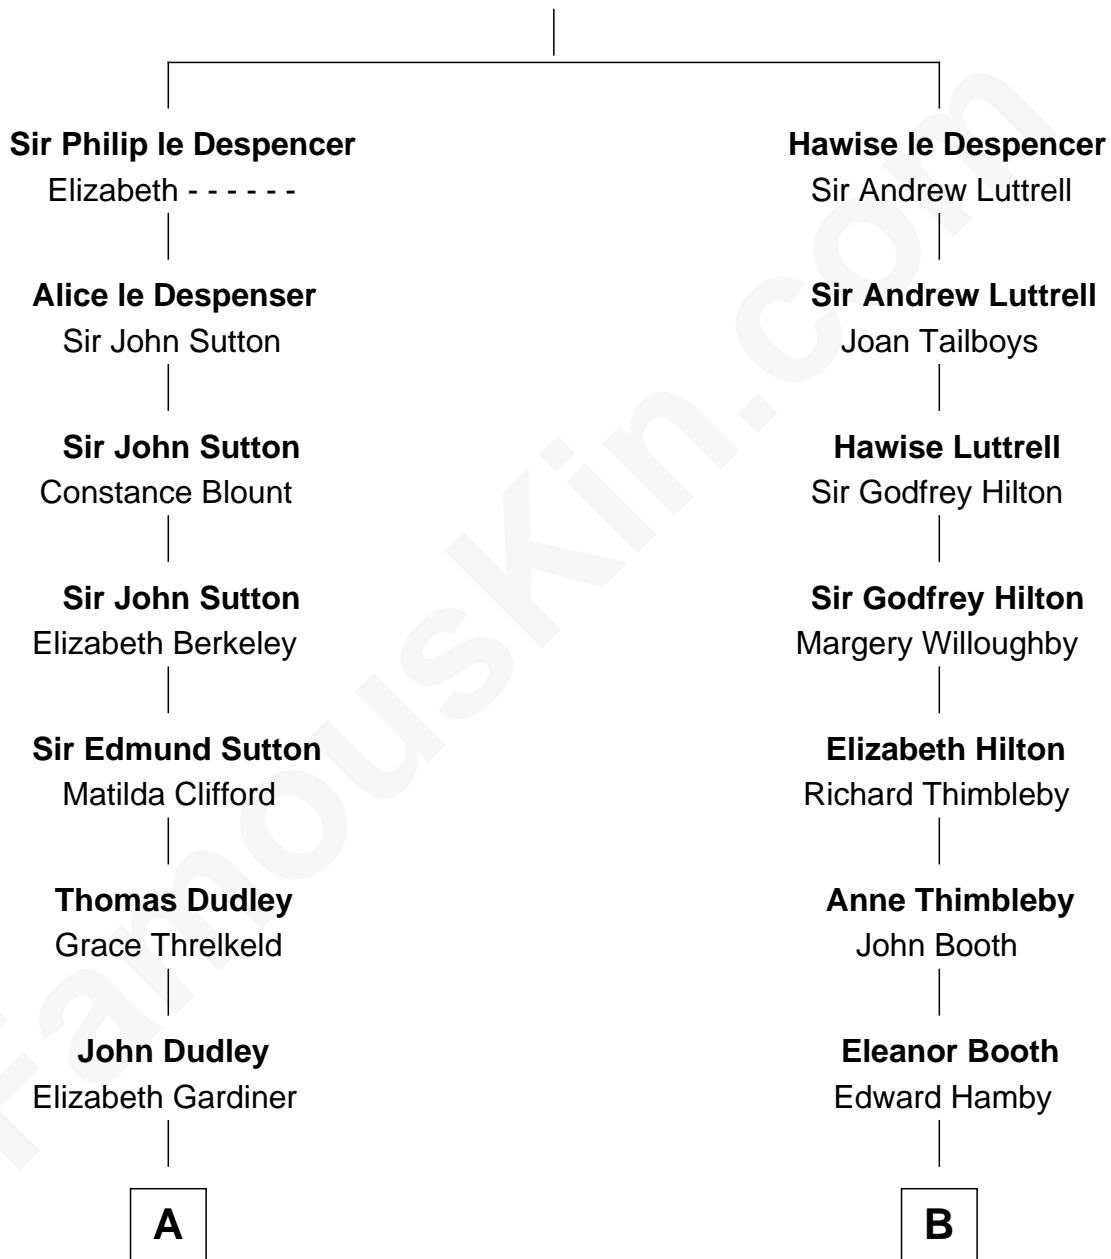 Sir Philip le Despencer
Elizabeth - - - - - -
Alice le Despenser
Sir John Sutton
Sir John Sutton
Constance Blount
Sir John Sutton
Elizabeth Berkeley
Sir Edmund Sutton
Matilda Clifford
Thomas Dudley
Grace Threlkeld
John Dudley
Elizabeth Gardiner
A
Hawise le Despencer
Sir Andrew Luttrell
Sir Andrew Luttrell
Joan Tailboys
Hawise Luttrell
Sir Godfrey Hilton
Sir Godfrey Hilton
Margery Willoughby
Elizabeth Hilton
Richard Thimbleby
Anne Thimbleby
John Booth
Eleanor Booth
Edward Hamby
B
FamousKin.com